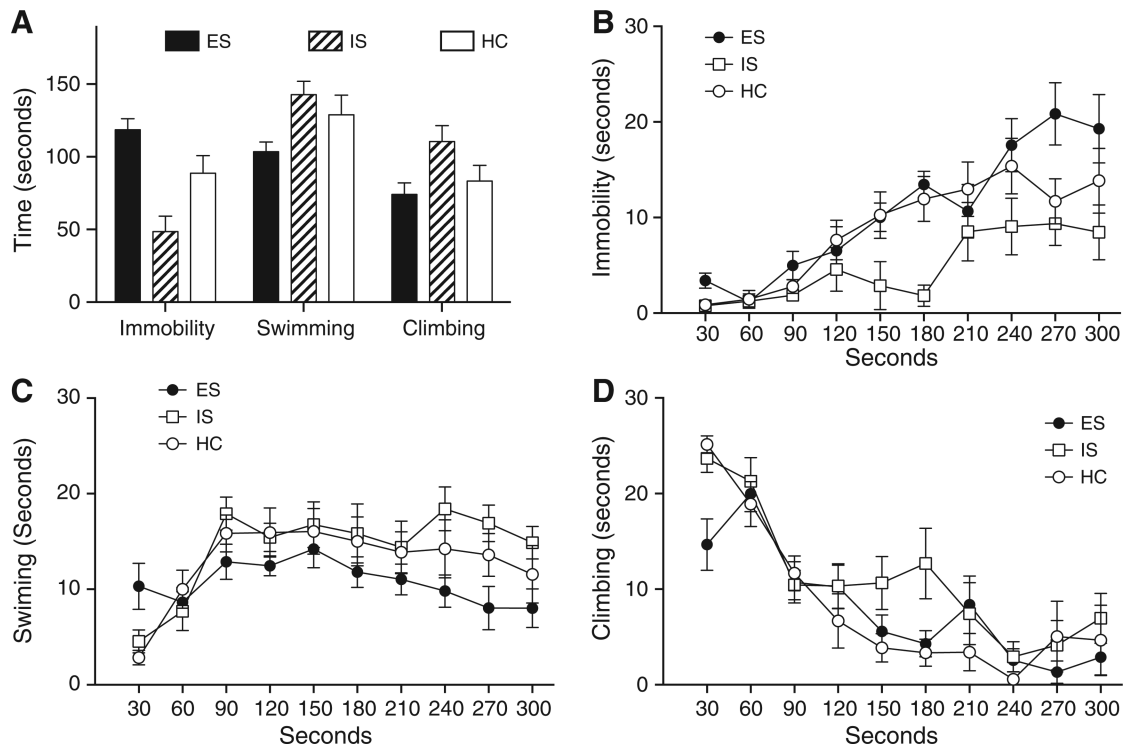 A
ES IS HC
Time (seconds)
150
100
50
0
Immobility Swimming Climbing
B
ES
IS
HC
Immobility (seconds)
30
20
10
0
30 60 90 120 150 180 210 240 270 300
Seconds
C
ES
IS
HC
Swiming (Seconds)
30
20
10
0
30 60 90 120 150 180 210 240 270 300
Seconds
D
ES
IS
HC
Climbing (seconds)
30
20
10
0
30 60 90 120 150 180 210 240 270 300
Seconds